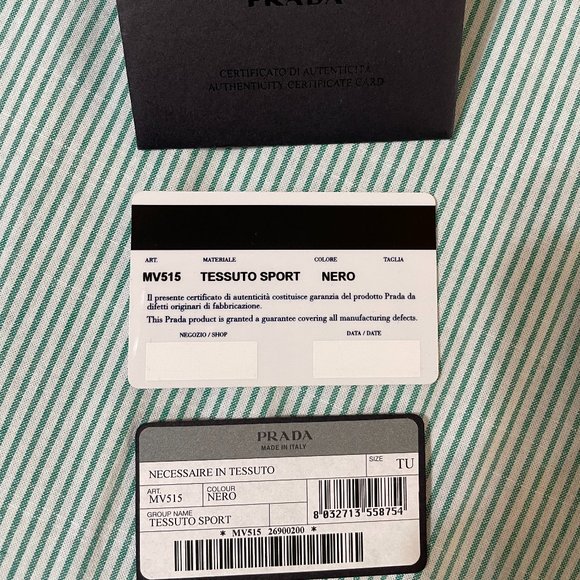 PRADA
CERTIFICATO DI AUTENTICITÀ
AUTHENTICITY CERTIFICATE CARD
ART. MATERIALE COLORE TAGLIA
MV515 TESSUTO SPORT NERO
Il presente certificato di autenticità costituisce garanzia del prodotto Prada da
difetti originari di fabbricazione.
This Prada product is granted a guarantee covering all manufacturing defects.
NEGOZIO / SHOP DATA / DATE
PRADA
MADE IN ITALY
NECESSAIRE IN TESSUTO SIZE TU
ART. COLOUR
MV515 NERO
GROUP NAME
TESSUTO SPORT
8 032713 558754
* MV515 26900200 *